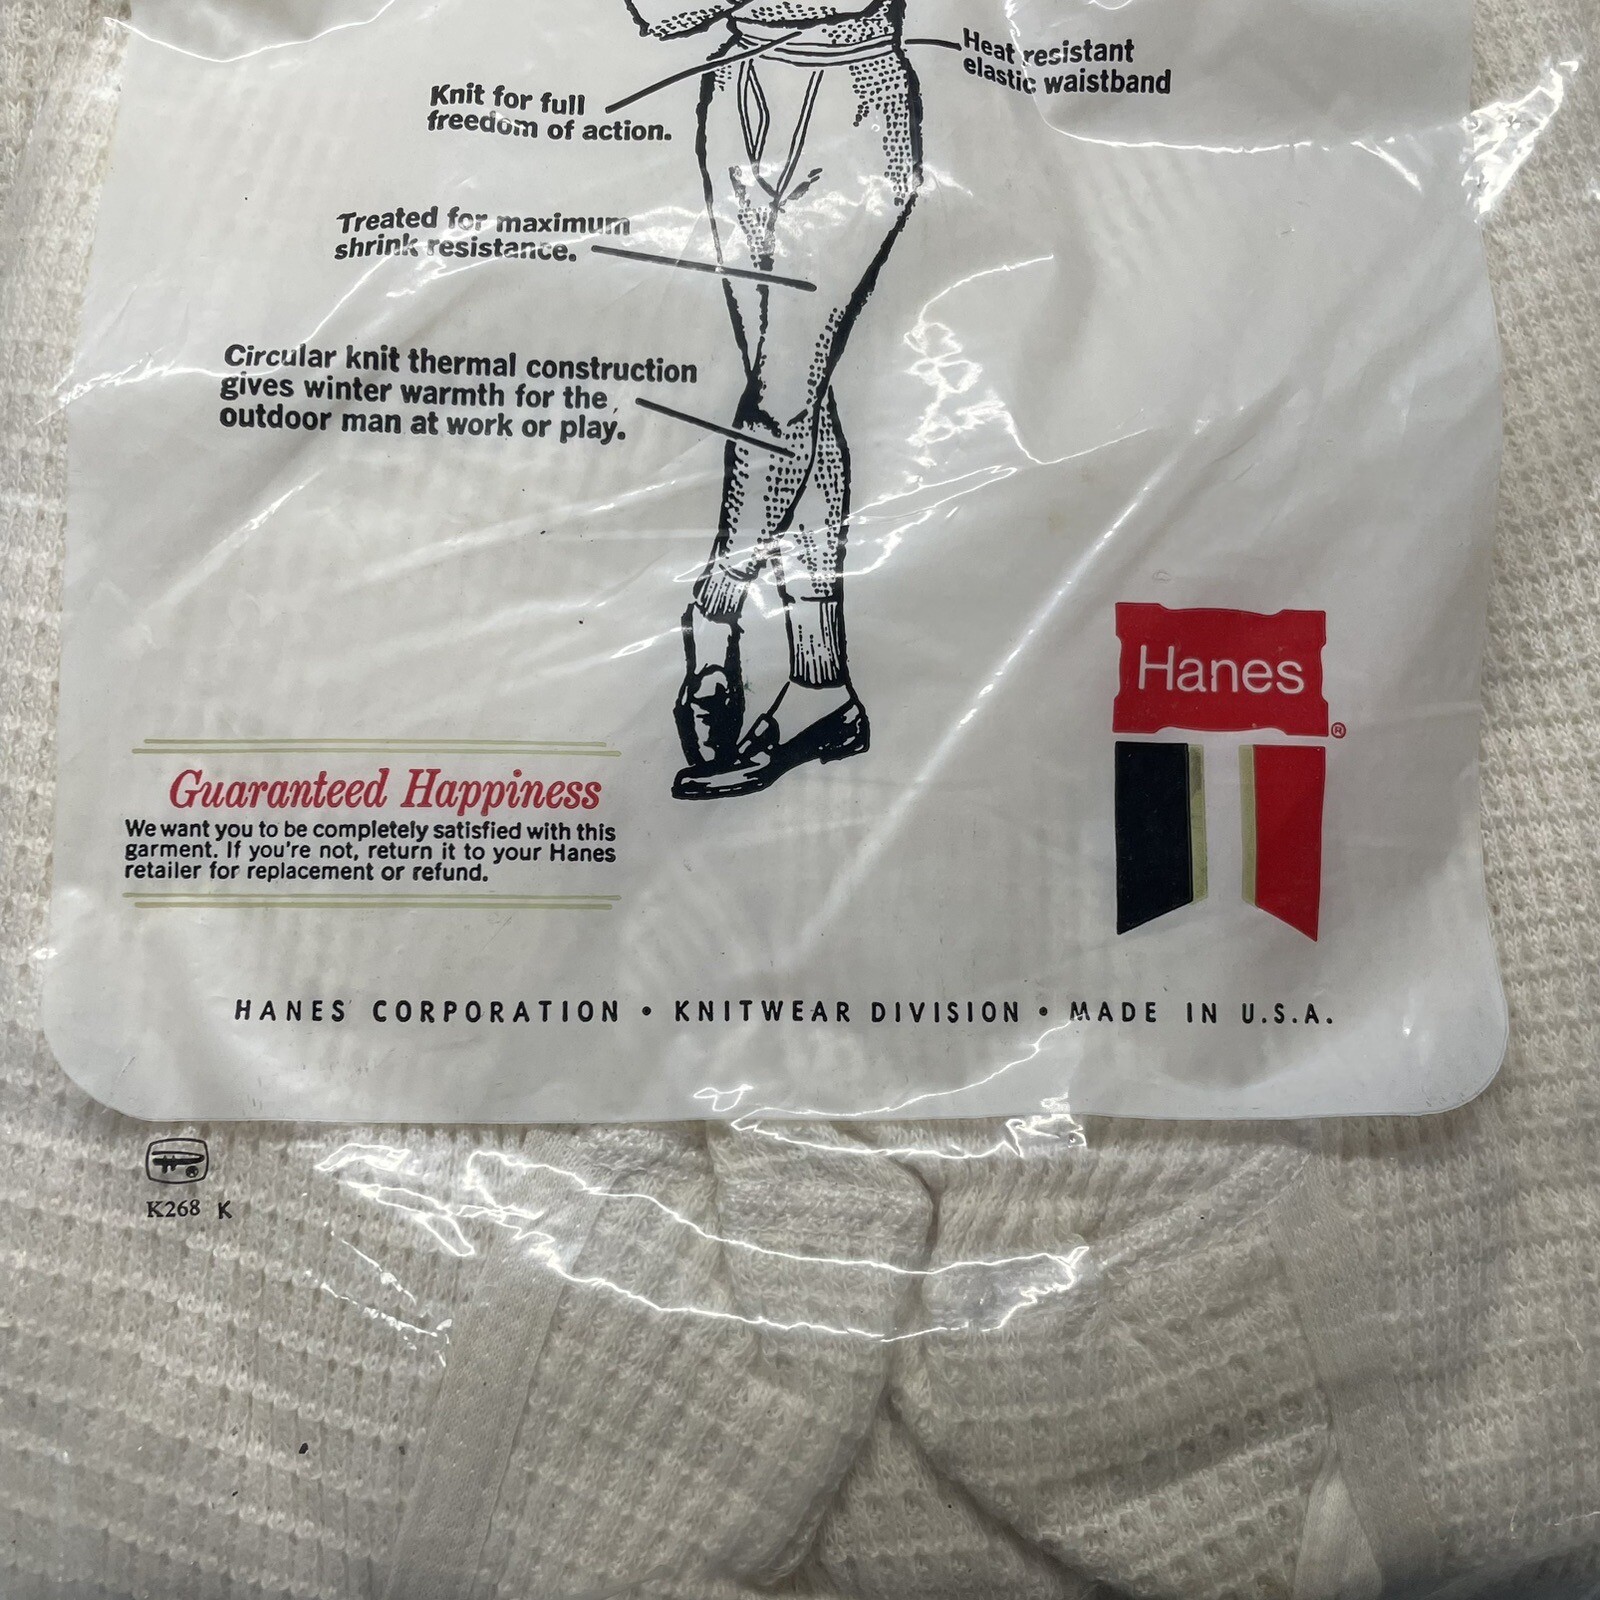 Heat resistant
elastic waistband
Knit for full
freedom of action.
Treated for maximum
shrink resistance.
Circular knit thermal construction
gives winter warmth for the
outdoor man at work or play.
Hanes
®
Guaranteed Happiness
We want you to be completely satisfied with this
garment. If you're not, return it to your Hanes
retailer for replacement or refund.
HANES CORPORATION • KNITWEAR DIVISION • MADE IN U.S.A.
®
K268 K